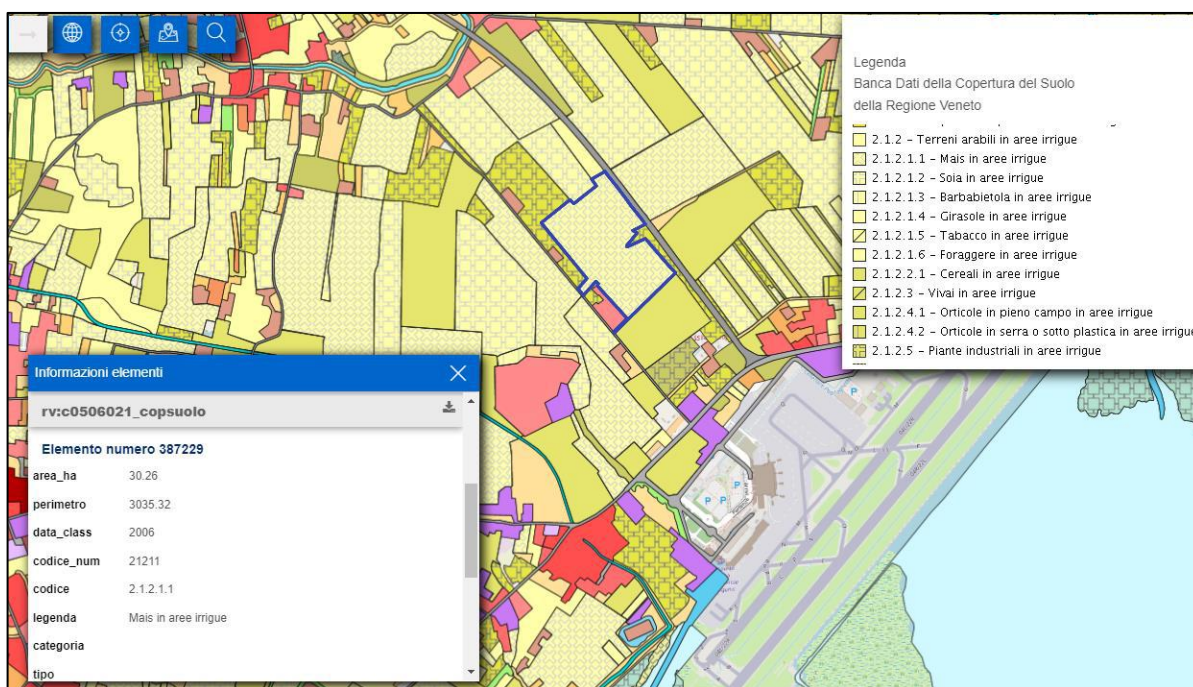 Legenda
Banca Dati della Copertura del Suolo
della Regione Veneto
2.1.2 – Terreni arabili in aree irrigue
2.1.2.1.1 – Mais in aree irrigue
2.1.2.1.2 – Soia in aree irrigue
2.1.2.1.3 – Barbabietola in aree irrigue
2.1.2.1.4 – Girasole in aree irrigue
2.1.2.1.5 – Tabacco in aree irrigue
2.1.2.1.6 – Foraggere in aree irrigue
2.1.2.2.1 – Cereali in aree irrigue
2.1.2.3 – Vivai in aree irrigue
2.1.2.4.1 – Orticole in pieno campo in aree irrigue
2.1.2.4.2 – Orticole in serra o sotto plastica in aree irrigue
2.1.2.5 – Piante industriali in aree irrigue
Informazioni elementi
rv:c0506021_copsuolo
Elemento numero 387229
area_ha 30.26
perimetro 3035.32
data_class 2006
codice_num 21211
codice 2.1.2.1.1
legenda Mais in aree irrigue
categoria
tipo
P
P P